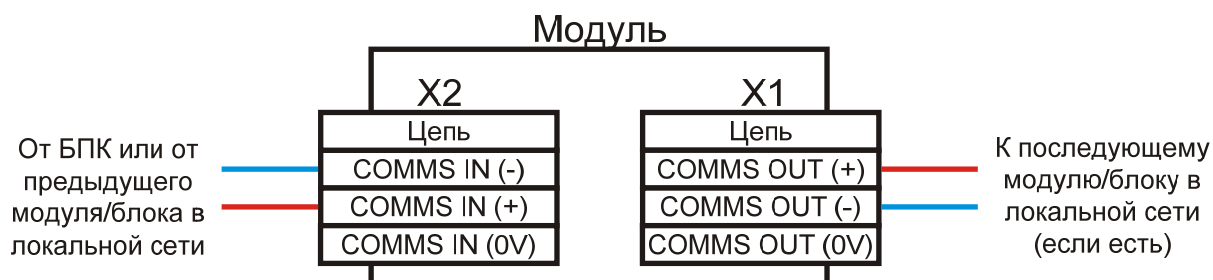 Модуль
X2
X1
Цепь
COMMS IN (-)
COMMS IN (+)
COMMS IN (0V)
Цепь
COMMS OUT (+)
COMMS OUT (-)
COMMS OUT (0V)
От БПК или от
предыдущего
модуля/блока в
локальной сети
К последующему
модулю/блоку в
локальной сети
(если есть)